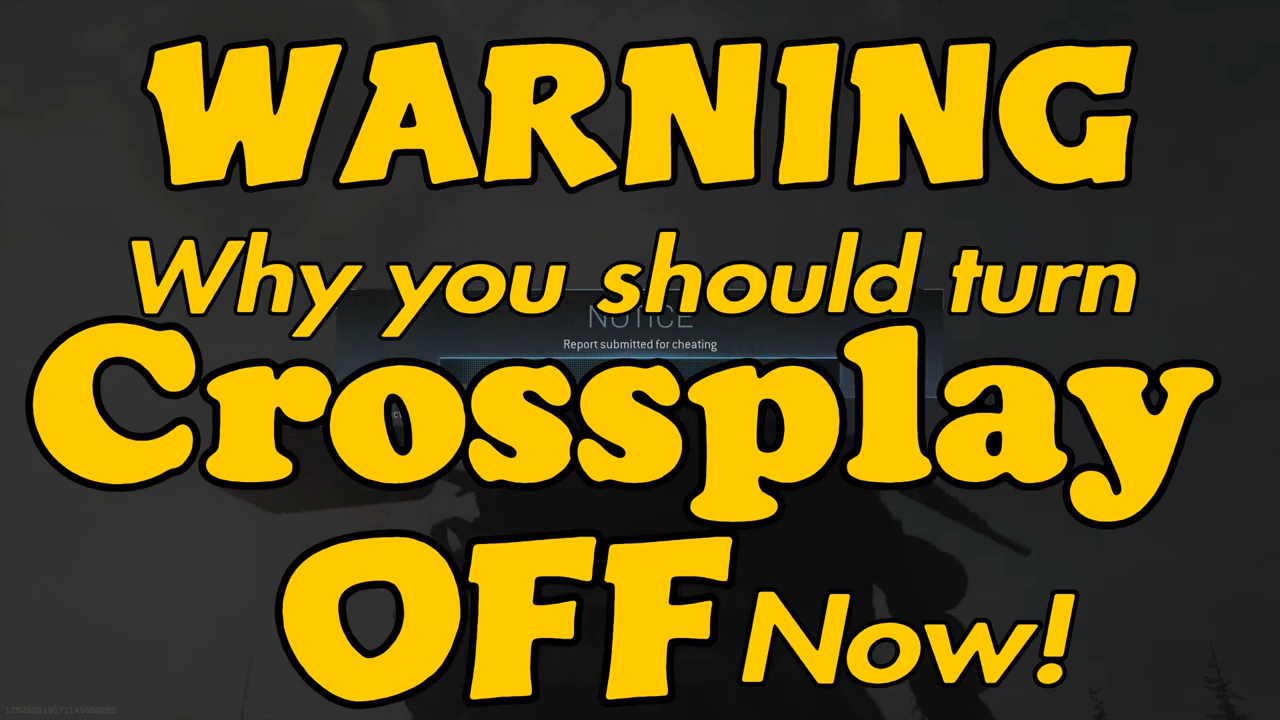 WARNING
Why you should turn
NOTICE
Report submitted for cheating
Crossplay
OFF Now!